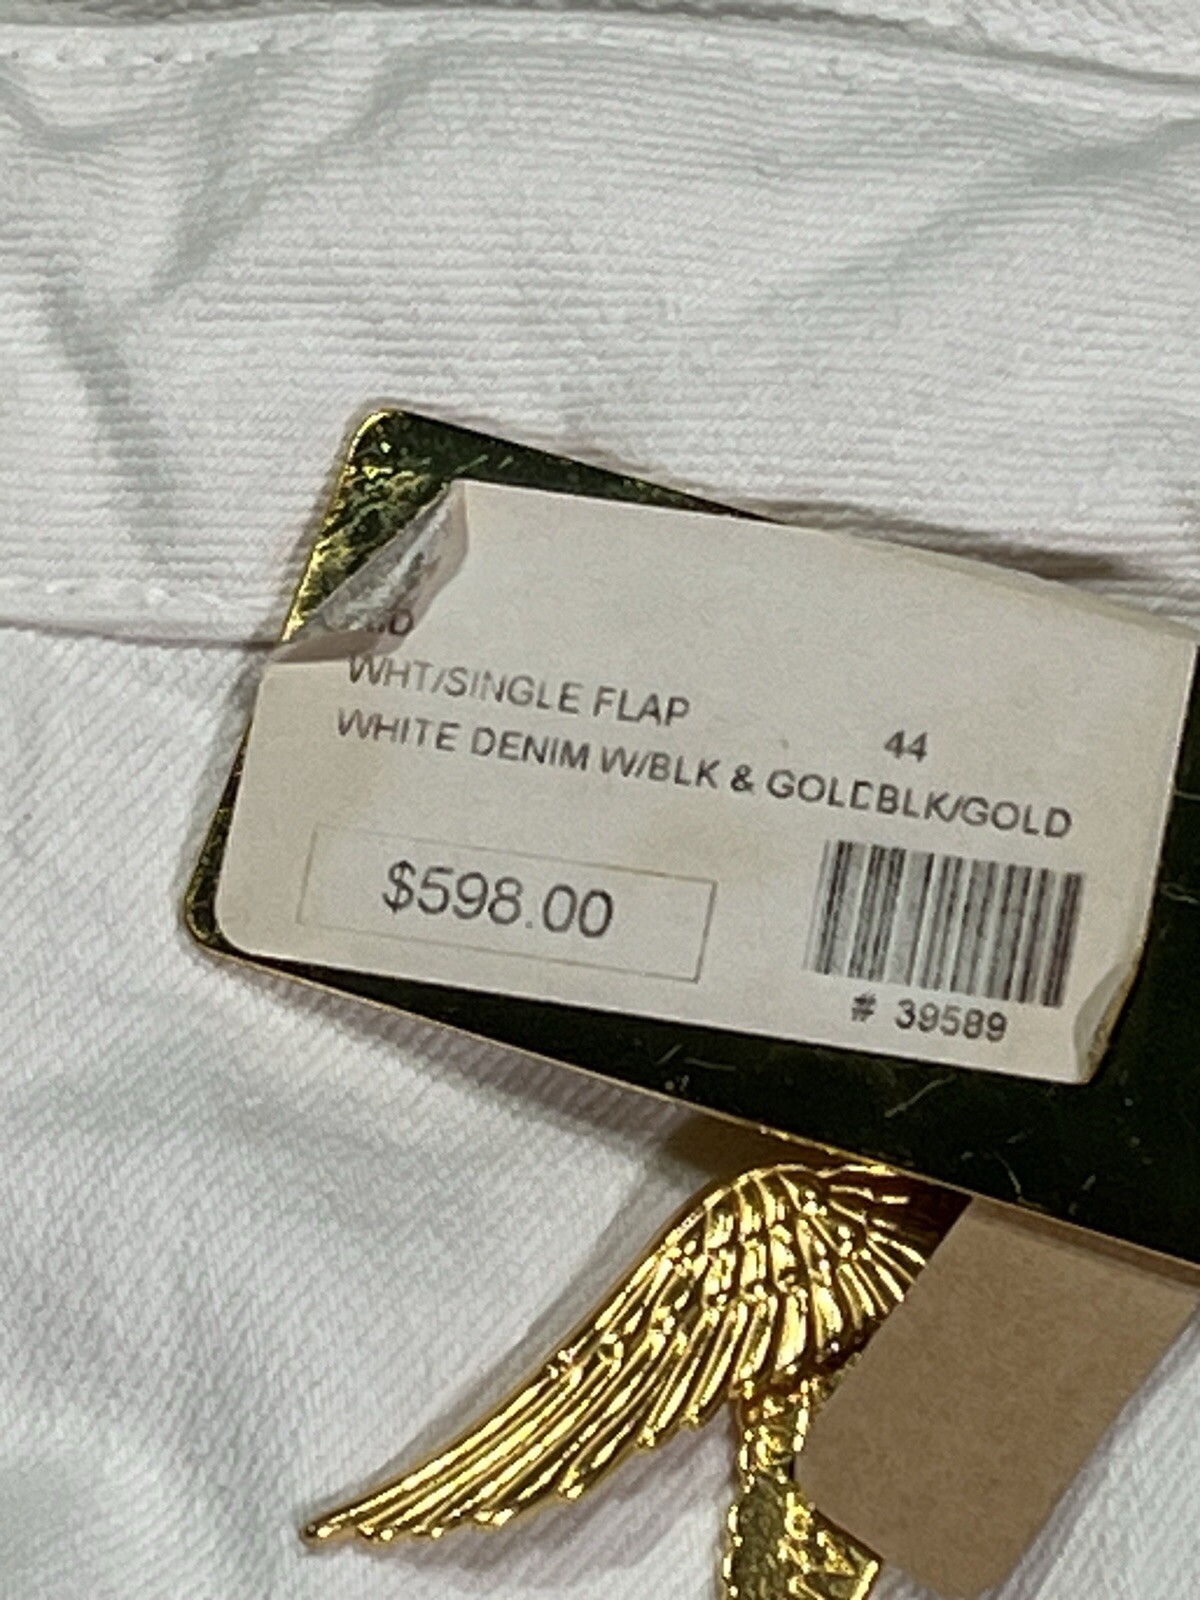 WHT/SINGLE FLAP
44
WHITE DENIM W/BLK & GOLDBLK/GOLD
$598.00
# 39589